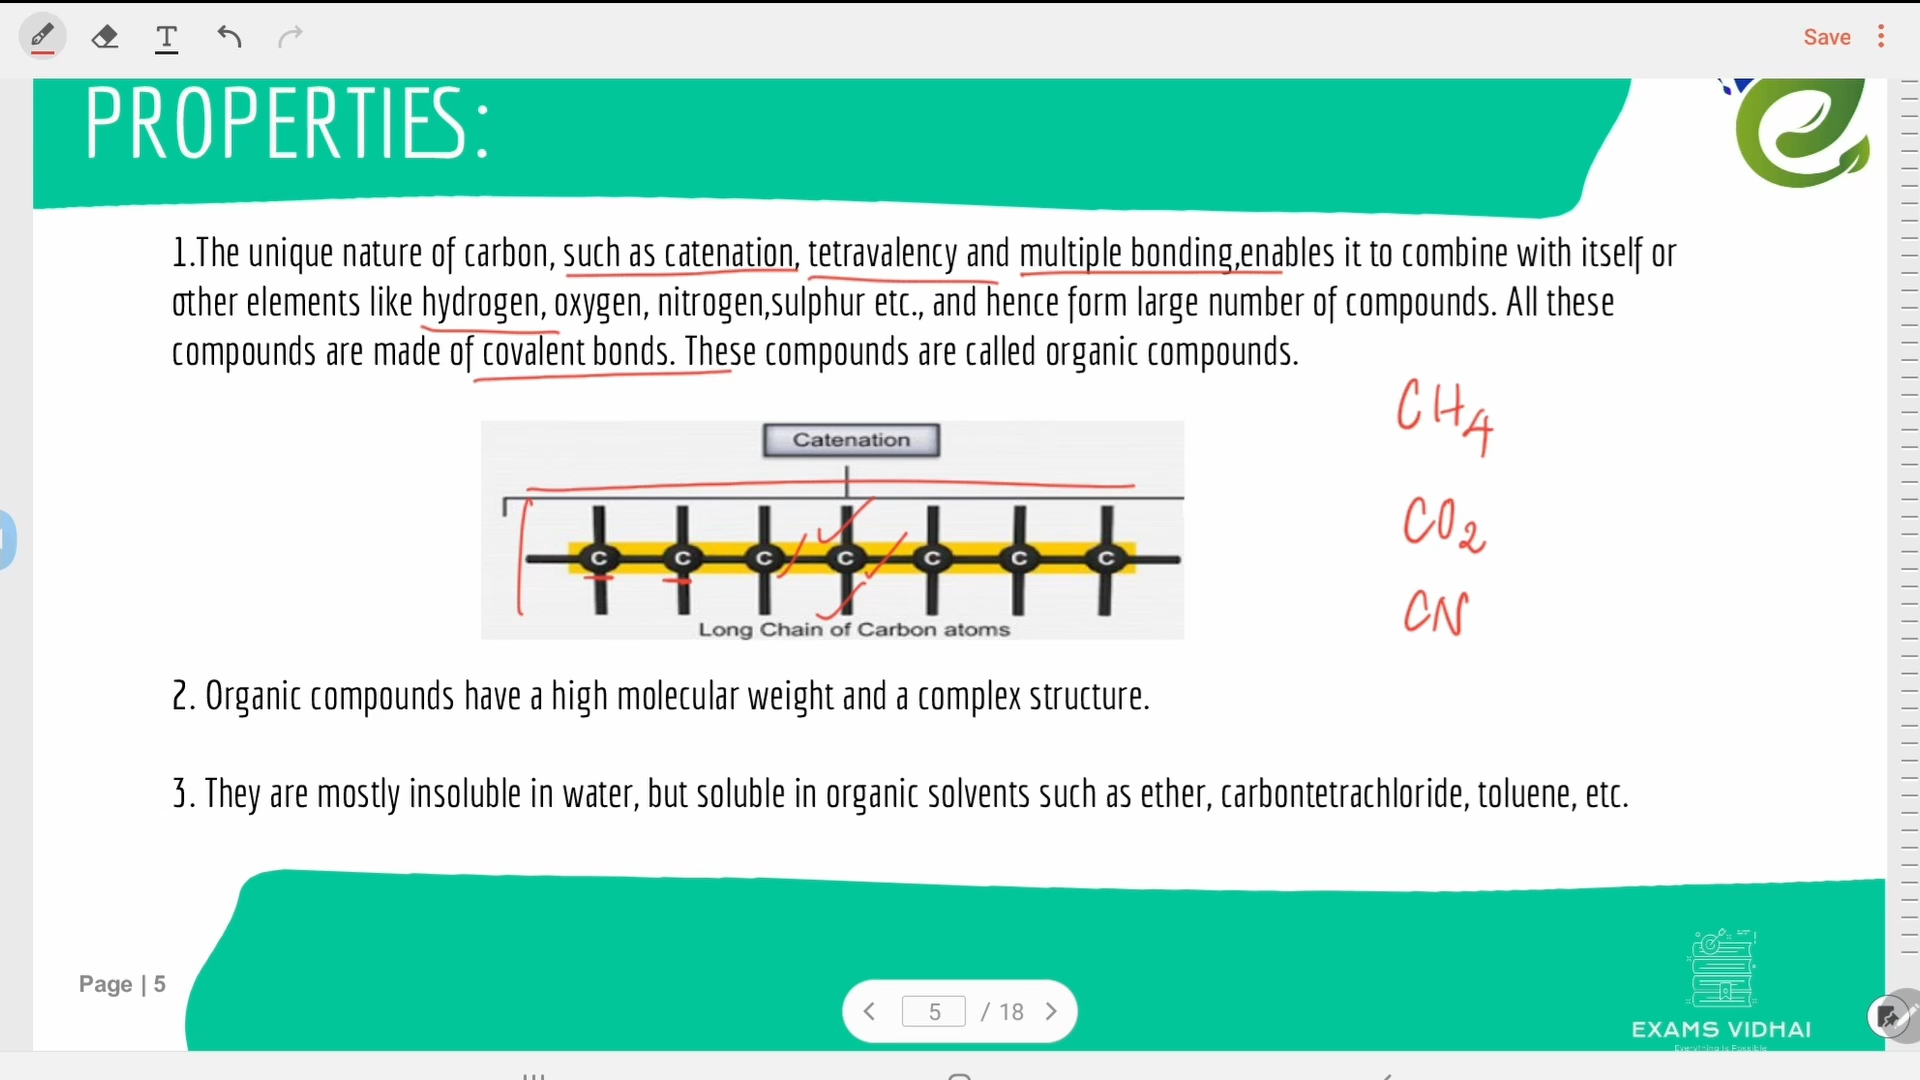 T
Save
PROPERTIES:
1.The unique nature of carbon, such as catenation, tetravalency and multiple bonding,enables it to combine with itself or
other elements like hydrogen, oxygen, nitrogen,sulphur etc., and hence form large number of compounds. All these
compounds are made of covalent bonds. These compounds are called organic compounds.
CH4
Catenation
CO2
C C C C C C C
CN
Long Chain of Carbon atoms
2. Organic compounds have a high molecular weight and a complex structure.
3. They are mostly insoluble in water, but soluble in organic solvents such as ether, carbontetrachloride, toluene, etc.
Page | 5
5 / 18
EXAMS VIDHAI
Everything is Possible